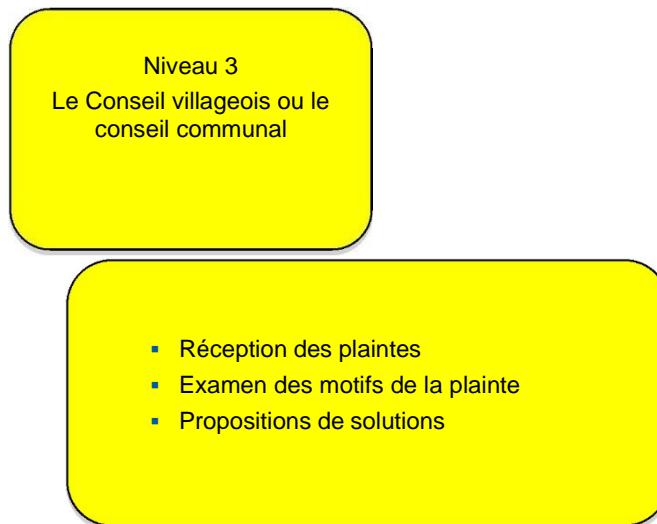 Niveau 3
Le Conseil villageois ou le
conseil communal
▪ Réception des plaintes
▪ Examen des motifs de la plainte
▪ Propositions de solutions